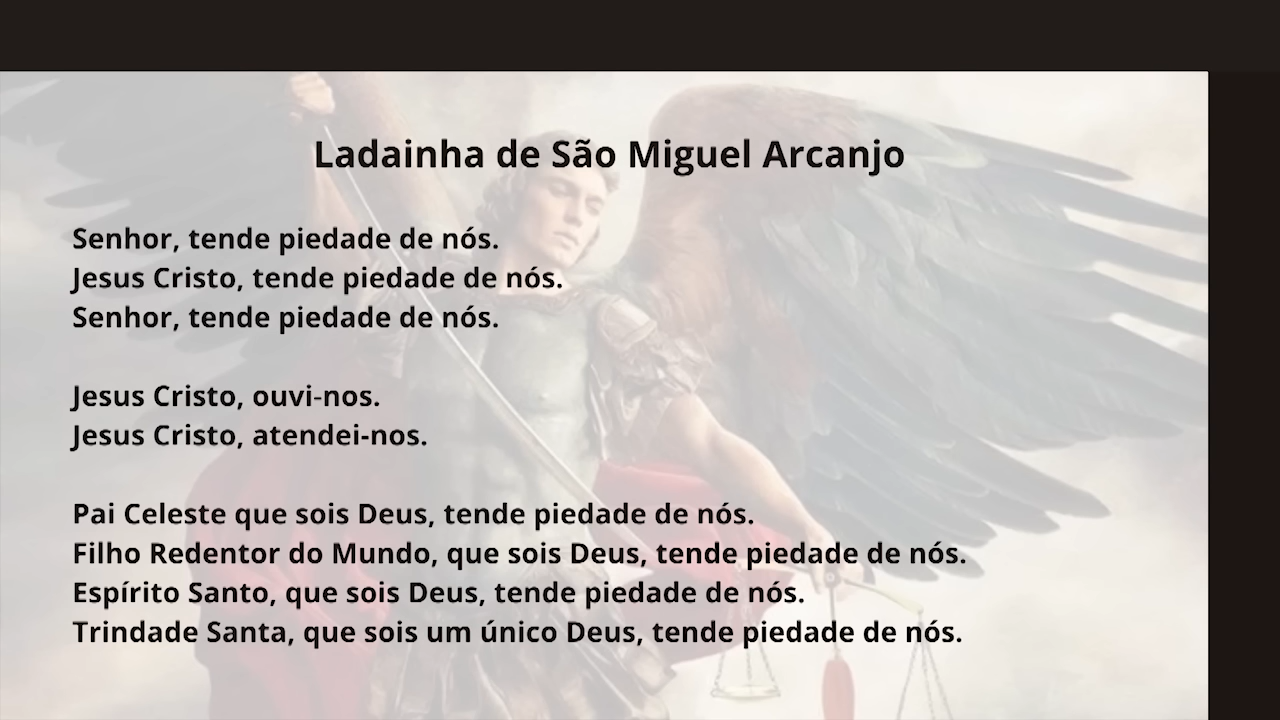 Ladainha de São Miguel Arcanjo
Senhor, tende piedade de nós.
Jesus Cristo, tende piedade de nós.
Senhor, tende piedade de nós.
Jesus Cristo, ouvi-nos.
Jesus Cristo, atendei-nos.
Pai Celeste que sois Deus, tende piedade de nós.
Filho Redentor do Mundo, que sois Deus, tende piedade de nós.
Espírito Santo, que sois Deus, tende piedade de nós.
Trindade Santa, que sois um único Deus, tende piedade de nós.